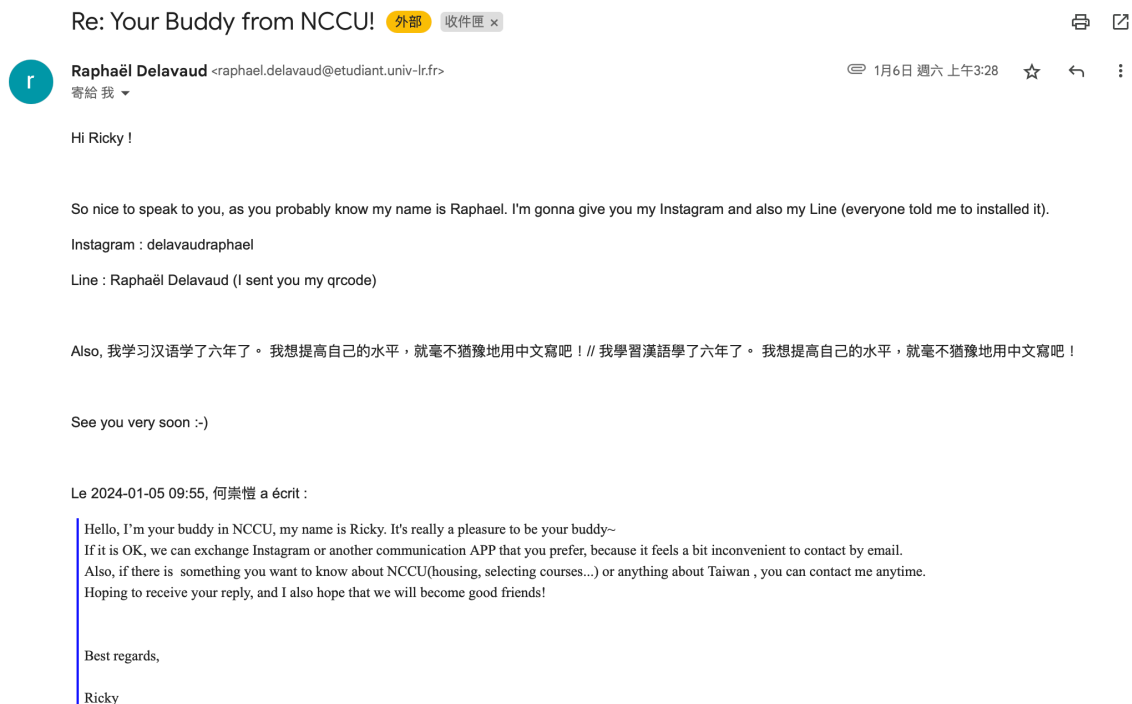 Re: Your Buddy from NCCU! 外部 收件匣 ×
r
Raphaël Delavaud <raphael.delavaud@etudiant.univ-lr.fr> 1月6日 週六 上午3:28
寄給 我
Hi Ricky !
So nice to speak to you, as you probably know my name is Raphael. I'm gonna give you my Instagram and also my Line (everyone told me to installed it).
Instagram : delavaudraphael
Line : Raphaël Delavaud (I sent you my qrcode)
Also, 我学习汉语学了六年了。 我想提高自己的水平，就毫不猶豫地用中文寫吧！// 我學習漢語學了六年了。 我想提高自己的水平，就毫不猶豫地用中文寫吧！
See you very soon :-)
Le 2024-01-05 09:55, 何崇愷 a écrit :
Hello, I’m your buddy in NCCU, my name is Ricky. It's really a pleasure to be your buddy~
If it is OK, we can exchange Instagram or another communication APP that you prefer, because it feels a bit inconvenient to contact by email.
Also, if there is  something you want to know about NCCU(housing, selecting courses...) or anything about Taiwan , you can contact me anytime.
Hoping to receive your reply, and I also hope that we will become good friends!
Best regards,
Ricky